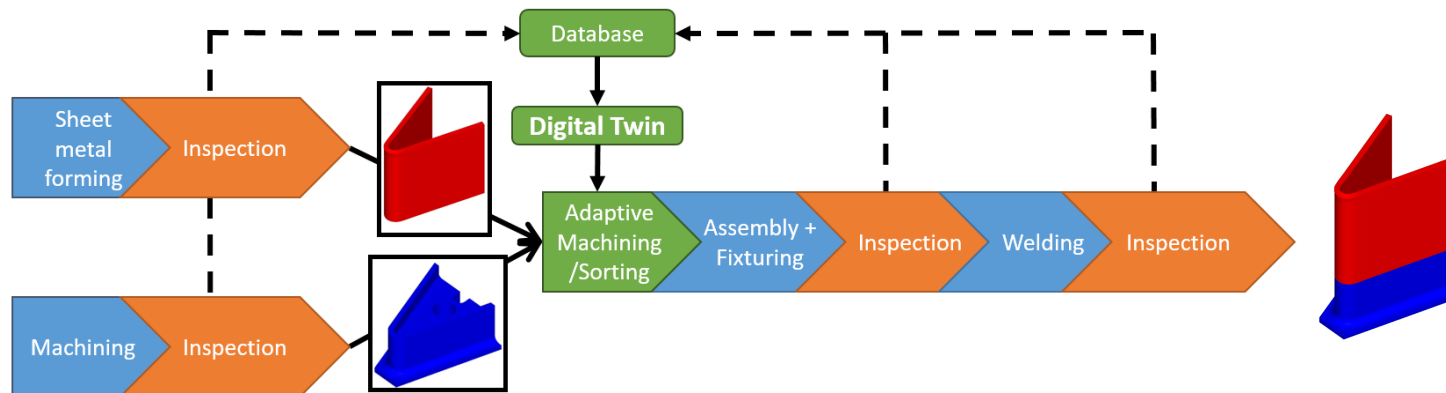 Database
Digital Twin
Sheet
metal
forming
Inspection
Adaptive
Machining
/Sorting
Assembly +
Fixturing
Inspection
Welding
Inspection
Machining
Inspection